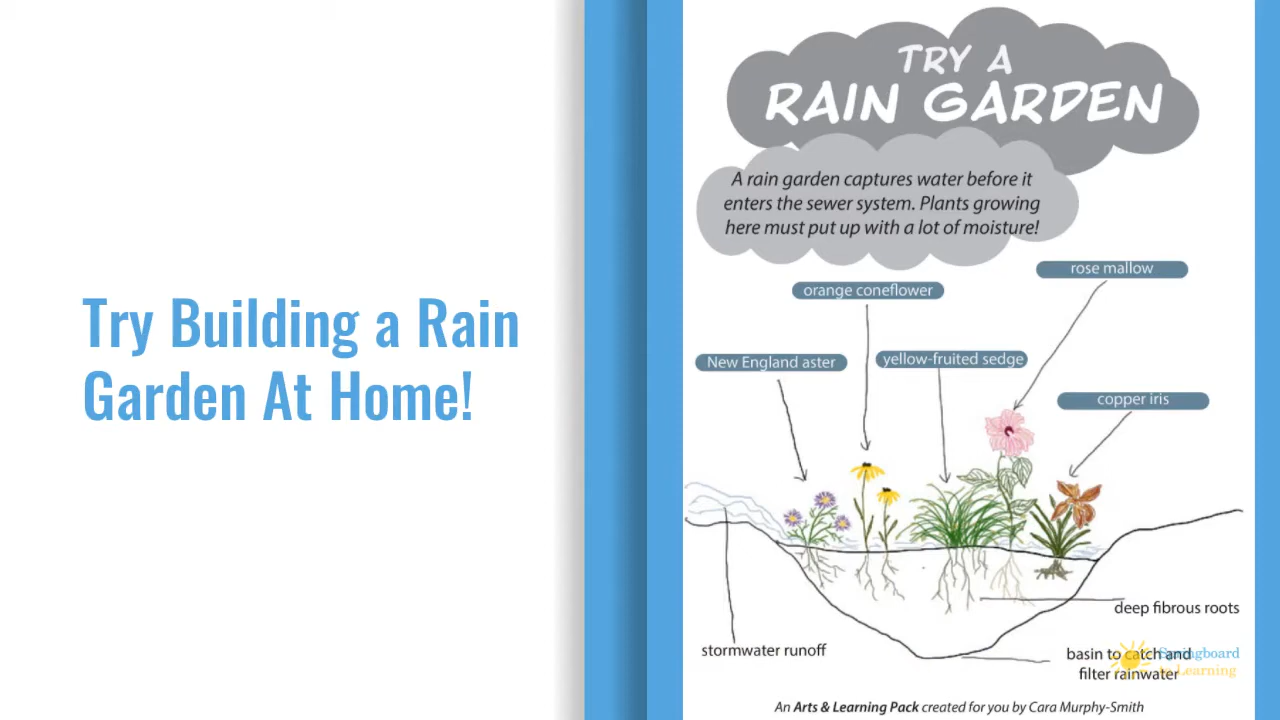 Try Building a Rain
Garden At Home!
TRY A
RAIN GARDEN
A rain garden captures water before it
enters the sewer system. Plants growing
here must put up with a lot of moisture!
rose mallow
orange coneflower
New England aster
yellow-fruited sedge
copper iris
deep fibrous roots
stormwater runoff
basin to catch and
filter rainwater
Springboard
to Learning
An Arts & Learning Pack created for you by Cara Murphy-Smith